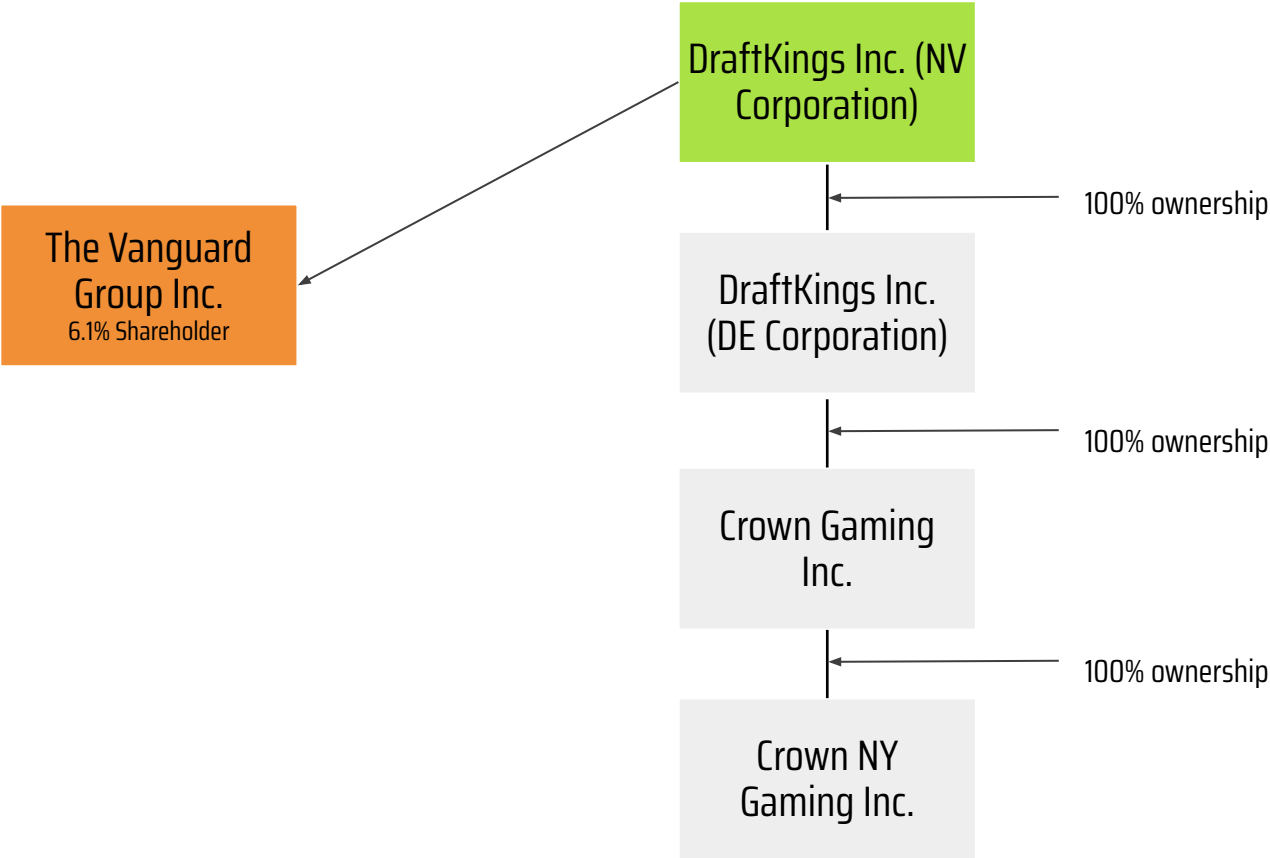 DraftKings Inc. (NV
Corporation)
100% ownership
The Vanguard
Group Inc.
6.1% Shareholder
DraftKings Inc.
(DE Corporation)
100% ownership
Crown Gaming
Inc.
100% ownership
Crown NY
Gaming Inc.